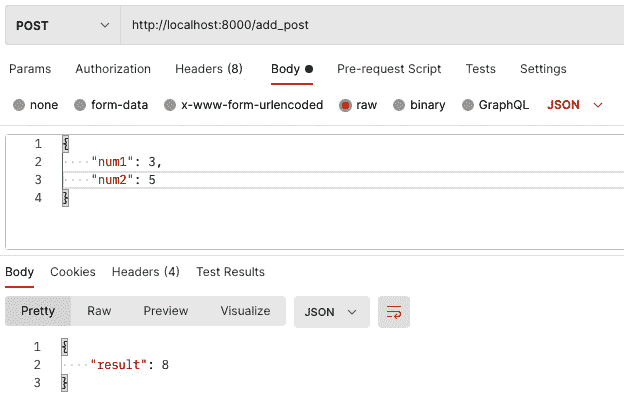 POST http://localhost:8000/add_post
Params Authorization Headers (8) Body Pre-request Script Tests Settings
none form-data x-www-form-urlencoded raw binary GraphQL JSON
1 {
2 "num1": 3,
3 "num2": 5
4 }
Body Cookies Headers (4) Test Results
Pretty Raw Preview Visualize JSON
1 {
2 "result": 8
3 }